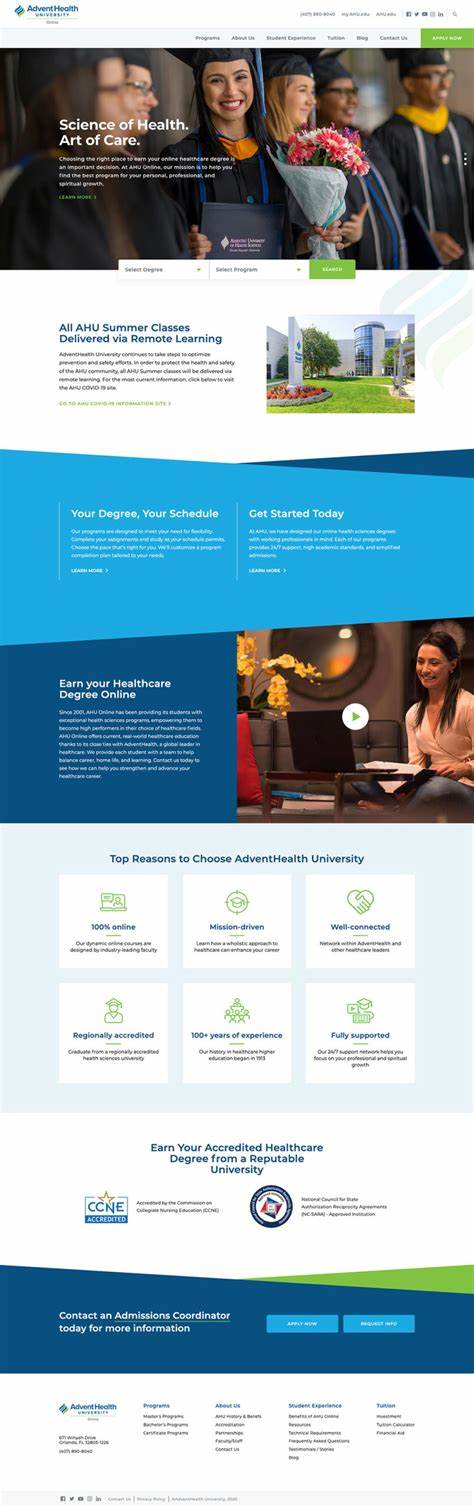 AdventHealth
UNIVERSITY
Online
(407) 890-8040 my.AHU.edu AHU.edu
Programs About Us Student Experience Tuition Blog Contact Us APPLY NOW
Science of Health.
Art of Care.
Choosing the right place to earn your online healthcare degree is
an important decision. At AHU Online, our mission is to help you
find the best program for your personal, professional, and
spiritual growth.
LEARN MORE
Select Degree Select Program SEARCH
All AHU Summer Classes
Delivered via Remote Learning
AdventHealth University continues to take steps to optimize
prevention and safety efforts. In order to protect the health and safety
of the AHU community, all AHU Summer classes will be delivered via
remote learning. For the most current information, click below to visit
the AHU COVID-19 site.
GO TO AHU COVID-19 INFORMATION SITE
Your Degree, Your Schedule
Our programs are designed to meet your need for flexibility.
Complete your assignments and study as your schedule permits.
Choose the pace that's right for you. We'll customize a program
completion plan tailored to your needs.
LEARN MORE
Get Started Today
At AHU, we have designed our online health sciences degrees
with working professionals in mind. Each of our programs
provides 24/7 support, high academic standards, and simplified
admissions.
LEARN MORE
Earn your Healthcare
Degree Online
Since 2001, AHU Online has been providing its students with
exceptional health sciences programs, empowering them to
become high performers in their choice of healthcare fields.
AHU Online offers current, real-world healthcare education
thanks to its close ties with AdventHealth, a global leader in
healthcare. We provide each student with a team to help
balance career, home life, and learning. Contact us today to
see how we can help you strengthen and advance your
healthcare career.
Top Reasons to Choose AdventHealth University
100% online
Our dynamic online courses are
designed by industry-leading faculty
Mission-driven
Learn how a wholistic approach to
healthcare can enhance your career
Well-connected
Network within AdventHealth and
other healthcare leaders
Regionally accredited
Graduate from a regionally accredited
health sciences university
100+ years of experience
Our history in healthcare higher
education began in 1913
Fully supported
Our 24/7 support network helps you
focus on your professional and spiritual
growth
Earn Your Accredited Healthcare
Degree from a Reputable
University
CCNE
ACCREDITED
Accredited by the Commission on
Collegiate Nursing Education (CCNE)
National Council for State
Authorization Reciprocity Agreements
(NC-SARA) - Approved Institution
Contact an Admissions Coordinator
today for more information
APPLY NOW REQUEST INFO
AdventHealth
UNIVERSITY
Online
671 Winyah Drive
Orlando, FL 32803-1226
(407) 890-8040
Programs
Master's Programs
Bachelor's Programs
Certificate Programs
About Us
AHU History & Beliefs
Accreditation
Partnerships
Faculty/Staff
Contact Us
Student Experience
Benefits of AHU Online
Resources
Technical Requirements
Frequently Asked Questions
Testimonials / Stories
Blog
Tuition
Investment
Tuition Calculator
Financial Aid
Contact Us | Privacy Policy | ©AdventHealth University, 2020